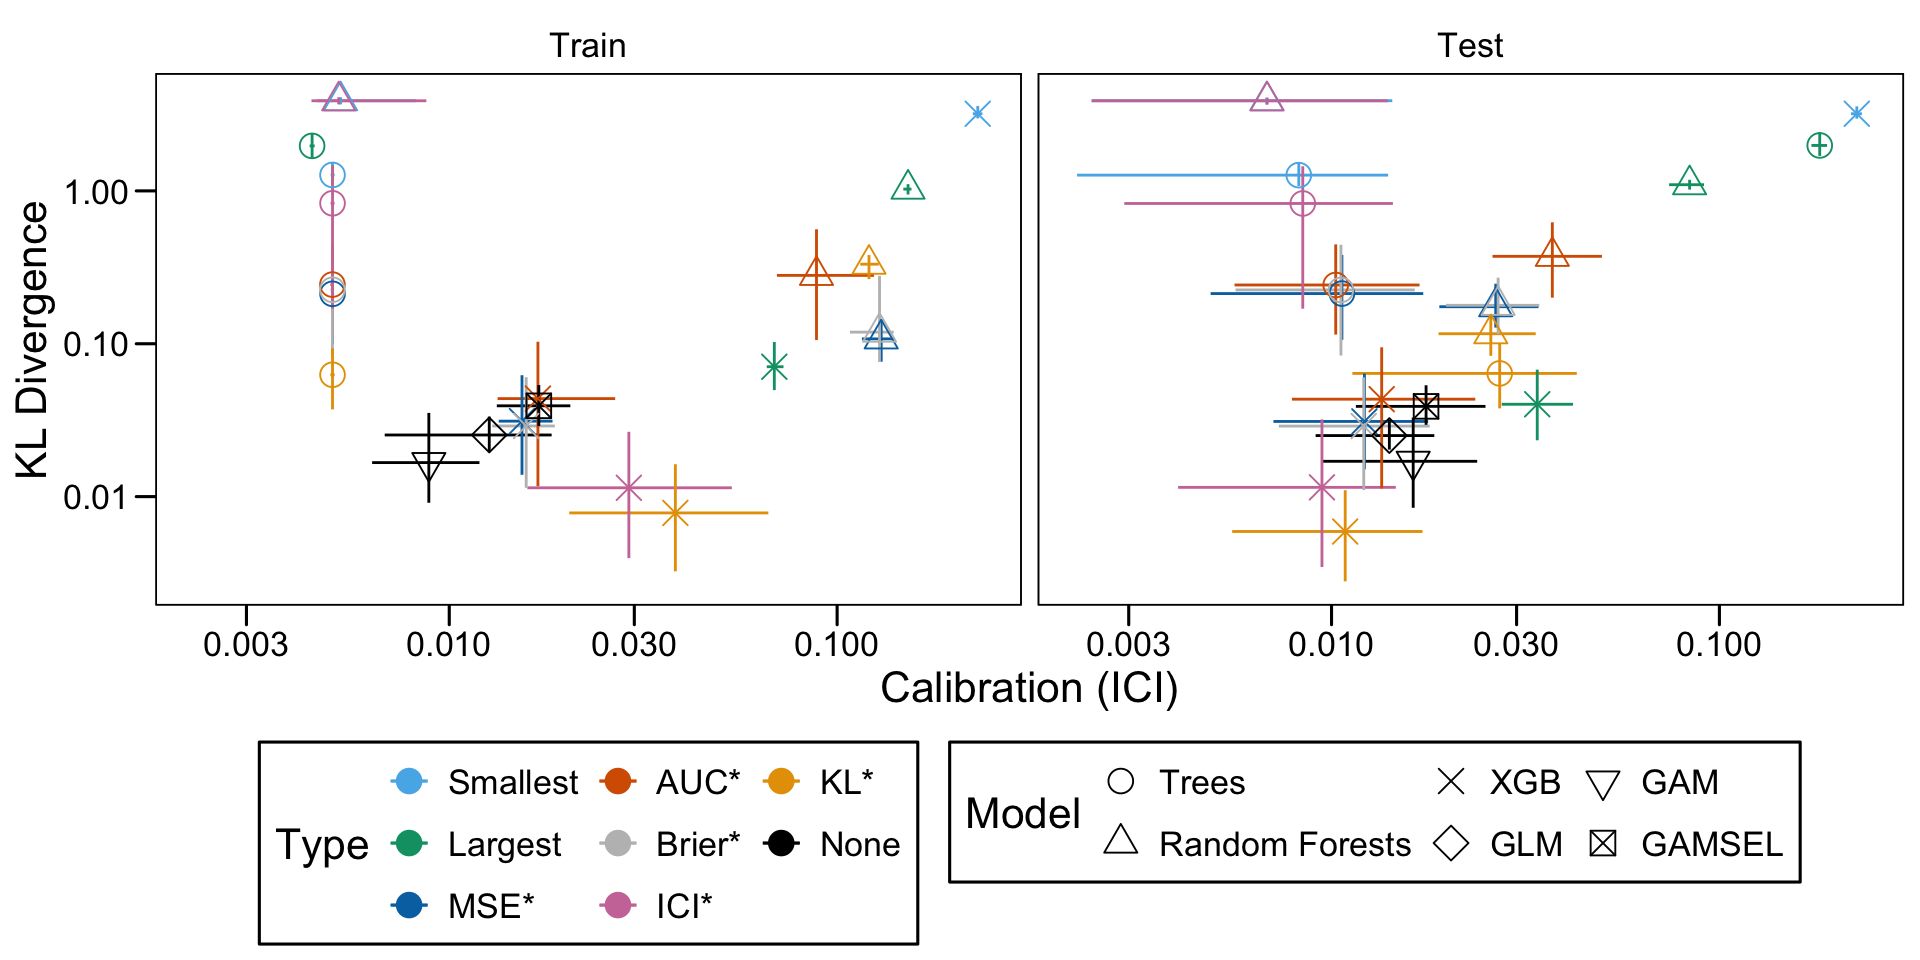 Train
Test
KL Divergence
1.00
0.10
0.01
0.003 0.010 0.030 0.100
0.003 0.010 0.030 0.100
Calibration (ICI)
Type
Smallest AUC* KL*
Largest Brier* None
MSE* ICI*
Model
Trees XGB GAM
Random Forests GLM GAMSEL